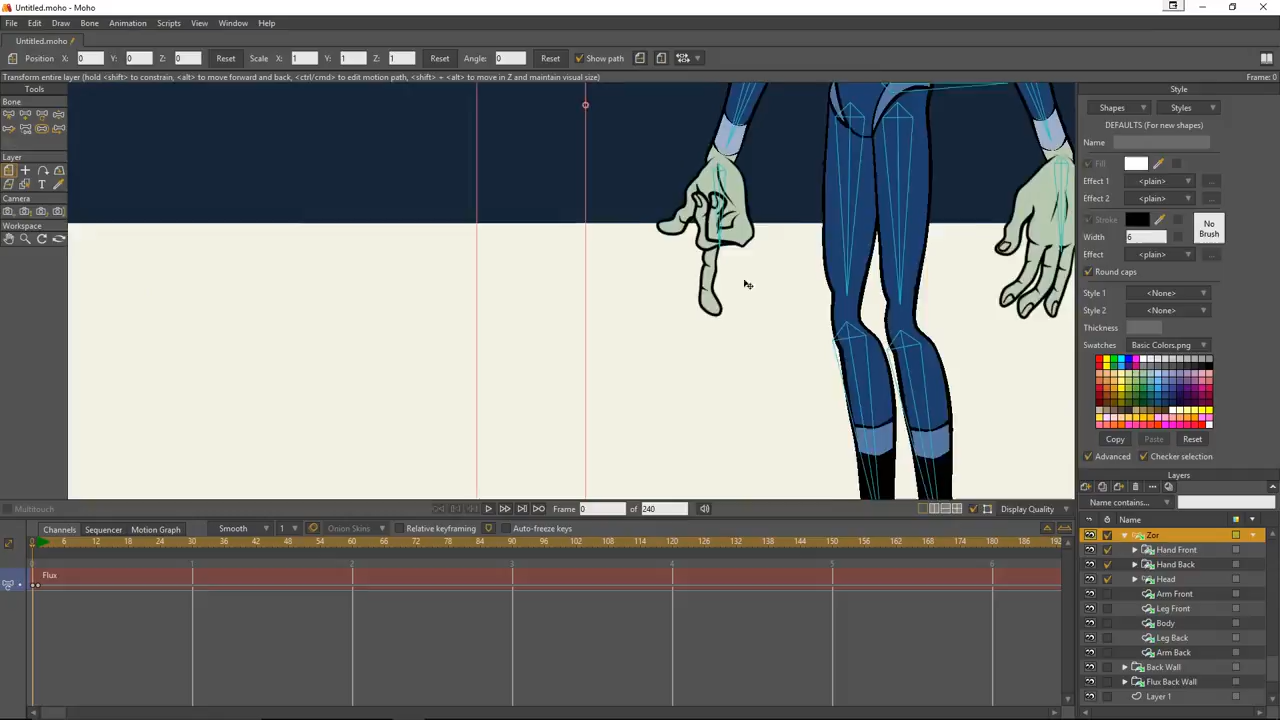 Untitled.moho - Moho
File Edit Draw Bone Animation Scripts View Window Help
Untitled.moho
Position X: 0 Y: 0 Z: 0 Reset Scale X: 1 Y: 1 Z: 1 Reset Angle: 0 Reset Show path
Transform entire layer (hold <shift> to constrain, <alt> to move forward and back, <ctrl/cmd> to edit motion path, <shift> + <alt> to move in Z and maintain visual size)
Frame: 0
Tools
Bone
Layer
Camera
Workspace
Style
Shapes Styles
DEFAULTS (For new shapes)
Name
Fill
Effect 1 <plain> ...
Effect 2 <plain> ...
Stroke
No Brush
Width 6
Effect <plain> ...
Round caps
Style 1 <None>
Style 2 <None>
Thickness
Swatches Basic Colors.png
Copy Paste Reset
Advanced Checker selection
Layers
Name contains...
Name
Zor
Hand Front
Hand Back
Head
Arm Front
Leg Front
Body
Leg Back
Arm Back
Back Wall
Flux Back Wall
Layer 1
Multitouch
Frame 0 of 240
Display Quality
Channels Sequencer Motion Graph Smooth 1 Onion Skins Relative keyframing Auto-freeze keys
0 6 12 18 24 30 36 42 48 54 60 66 72 78 84 90 96 102 108 114 120 126 132 138 144 150 156 162 168 174 180 186 192
0 1 2 3 4 5 6
Flux